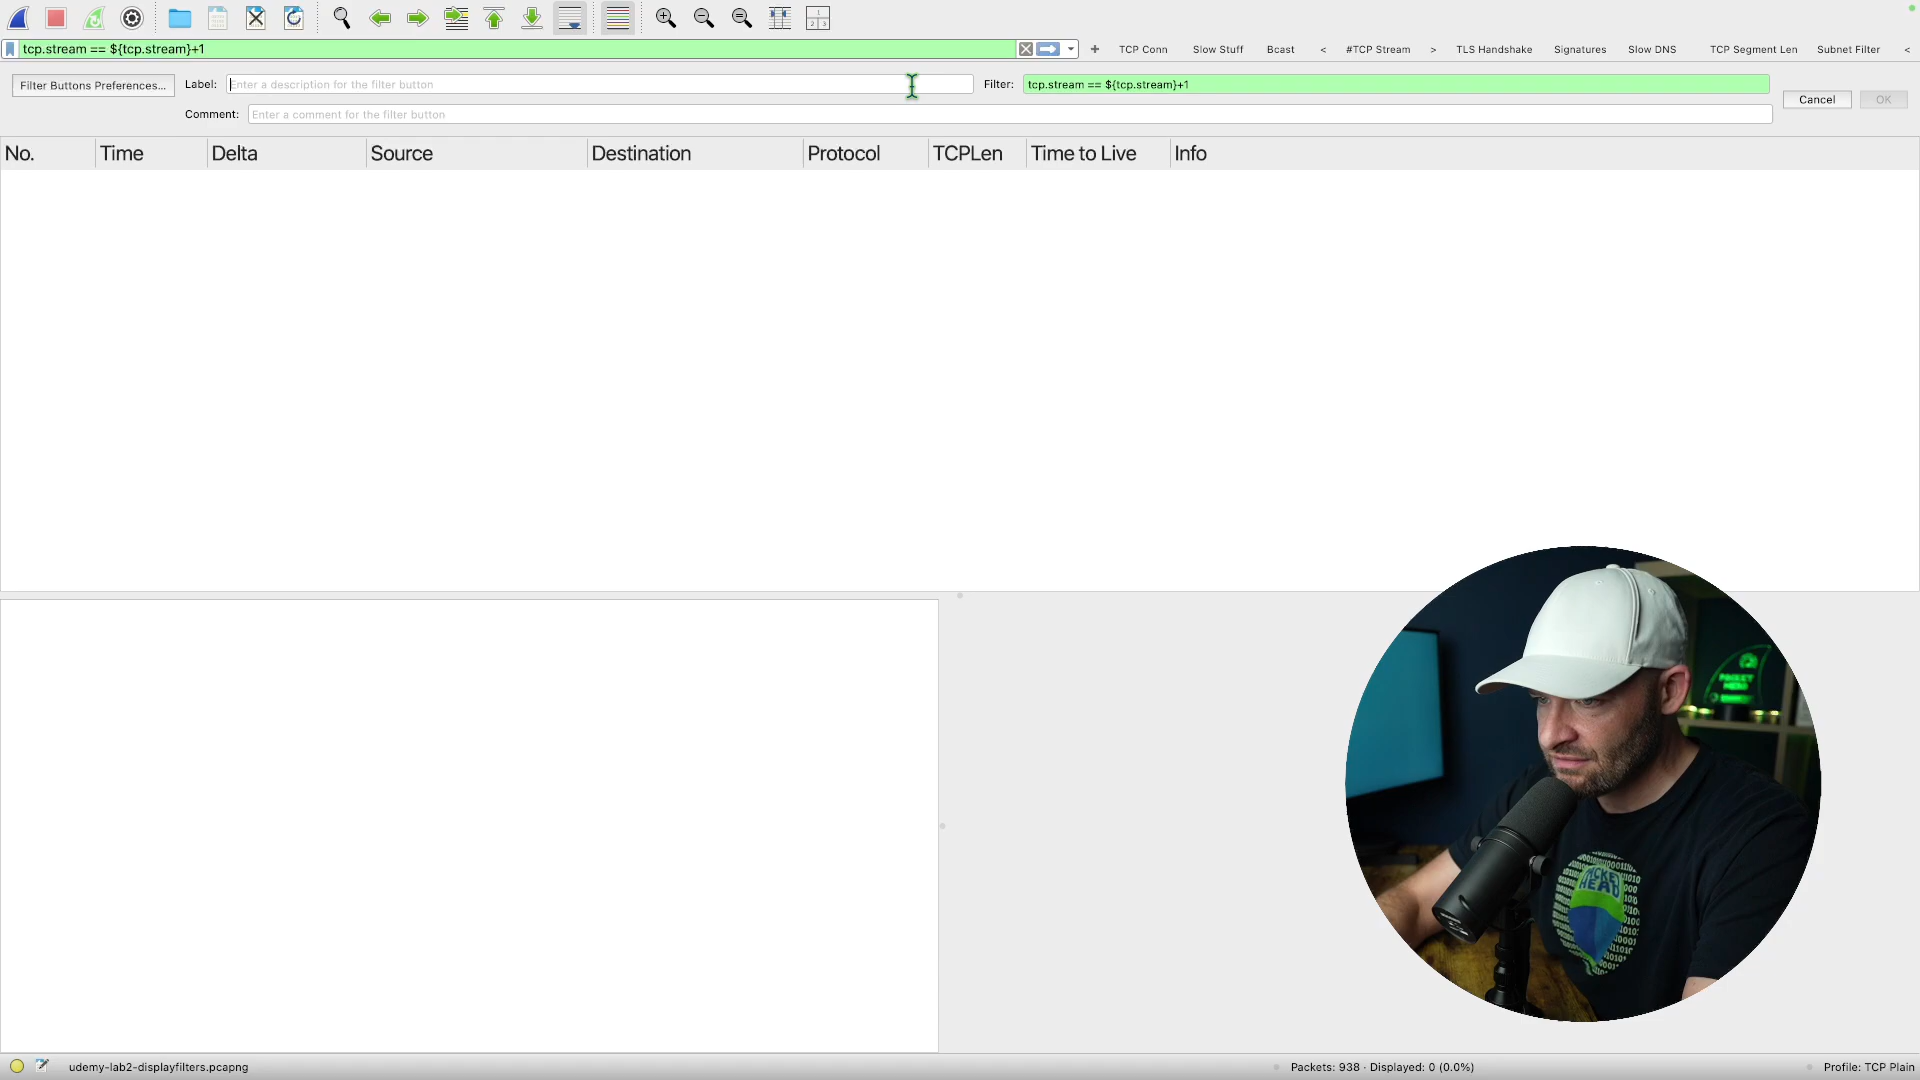 tcp.stream == ${tcp.stream}+1
+ TCP Conn Slow Stuff Bcast < #TCP Stream > TLS Handshake Signatures Slow DNS TCP Segment Len Subnet Filter <
Filter Buttons Preferences... Label: Enter a description for the filter button Filter: tcp.stream == ${tcp.stream}+1
Cancel OK
Comment: Enter a comment for the filter button
No. Time Delta Source Destination Protocol TCPLen Time to Live Info
udemy-lab2-displayfilters.pcapng Packets: 938 · Displayed: 0 (0.0%) Profile: TCP Plain